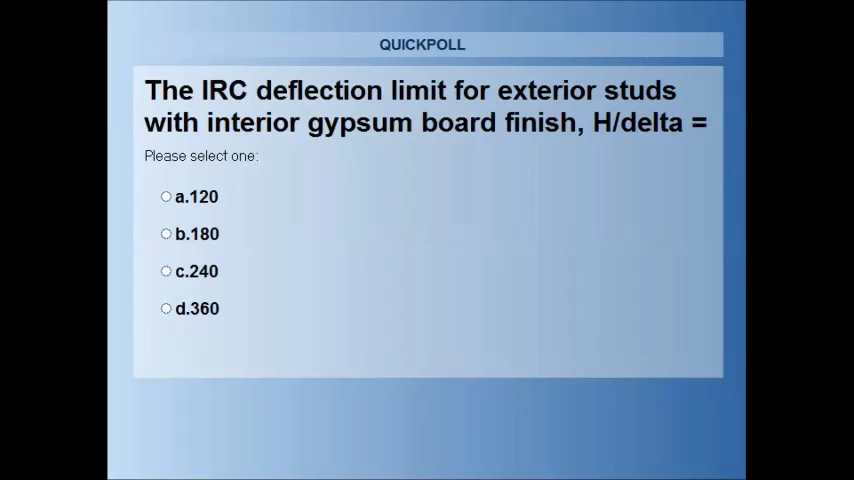 QUICKPOLL
The IRC deflection limit for exterior studs
with interior gypsum board finish, H/delta =
Please select one:
a.120
b.180
c.240
d.360